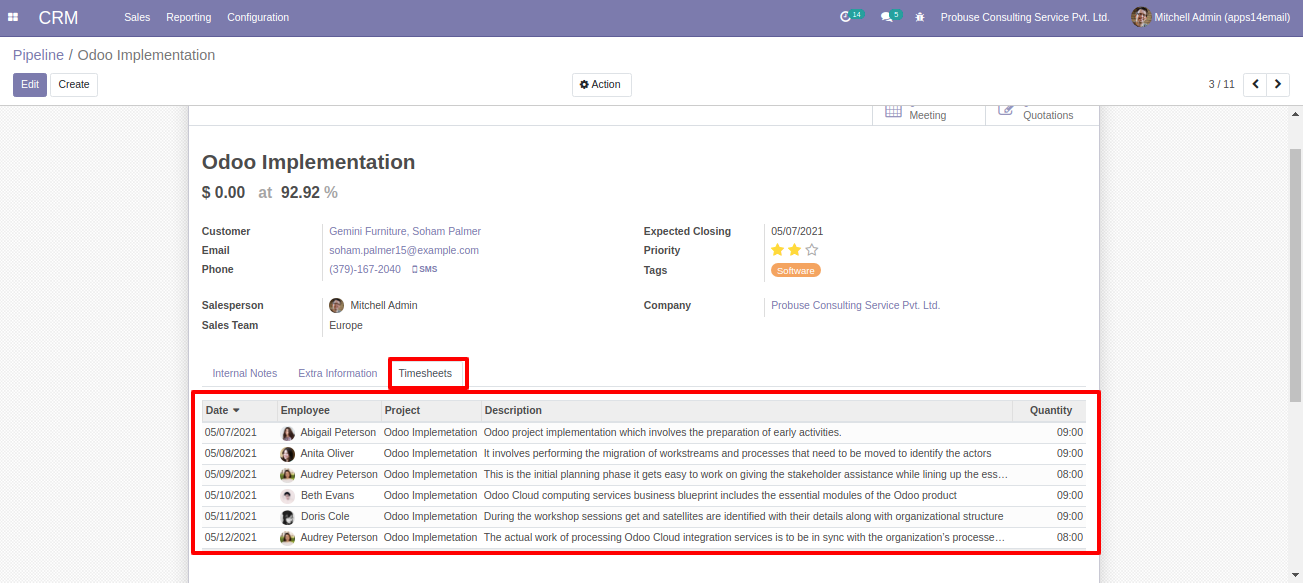 CRM Sales Reporting Configuration 14 5 Probuse Consulting Service Pvt. Ltd. Mitchell Admin (apps14email)
Pipeline / Odoo Implementation
Edit Create Action 3 / 11
Meeting Quotations
Odoo Implementation
$ 0.00 at 92.92 %
Customer Gemini Furniture, Soham Palmer Expected Closing 05/07/2021
Email soham.palmer15@example.com Priority
Phone (379)-167-2040 SMS Tags Software
Salesperson Mitchell Admin Company Probuse Consulting Service Pvt. Ltd.
Sales Team Europe
Internal Notes Extra Information Timesheets
Date Employee Project Description Quantity
05/07/2021 Abigail Peterson Odoo Implemetation Odoo project implementation which involves the preparation of early activities. 09:00
05/08/2021 Anita Oliver Odoo Implemetation It involves performing the migration of workstreams and processes that need to be moved to identify the actors 09:00
05/09/2021 Audrey Peterson Odoo Implemetation This is the initial planning phase it gets easy to work on giving the stakeholder assistance while lining up the ess… 08:00
05/10/2021 Beth Evans Odoo Implemetation Odoo Cloud computing services business blueprint includes the essential modules of the Odoo product 09:00
05/11/2021 Doris Cole Odoo Implemetation During the workshop sessions get and satellites are identified with their details along with organizational structure 09:00
05/12/2021 Audrey Peterson Odoo Implemetation The actual work of processing Odoo Cloud integration services is to be in sync with the organization's processe… 08:00